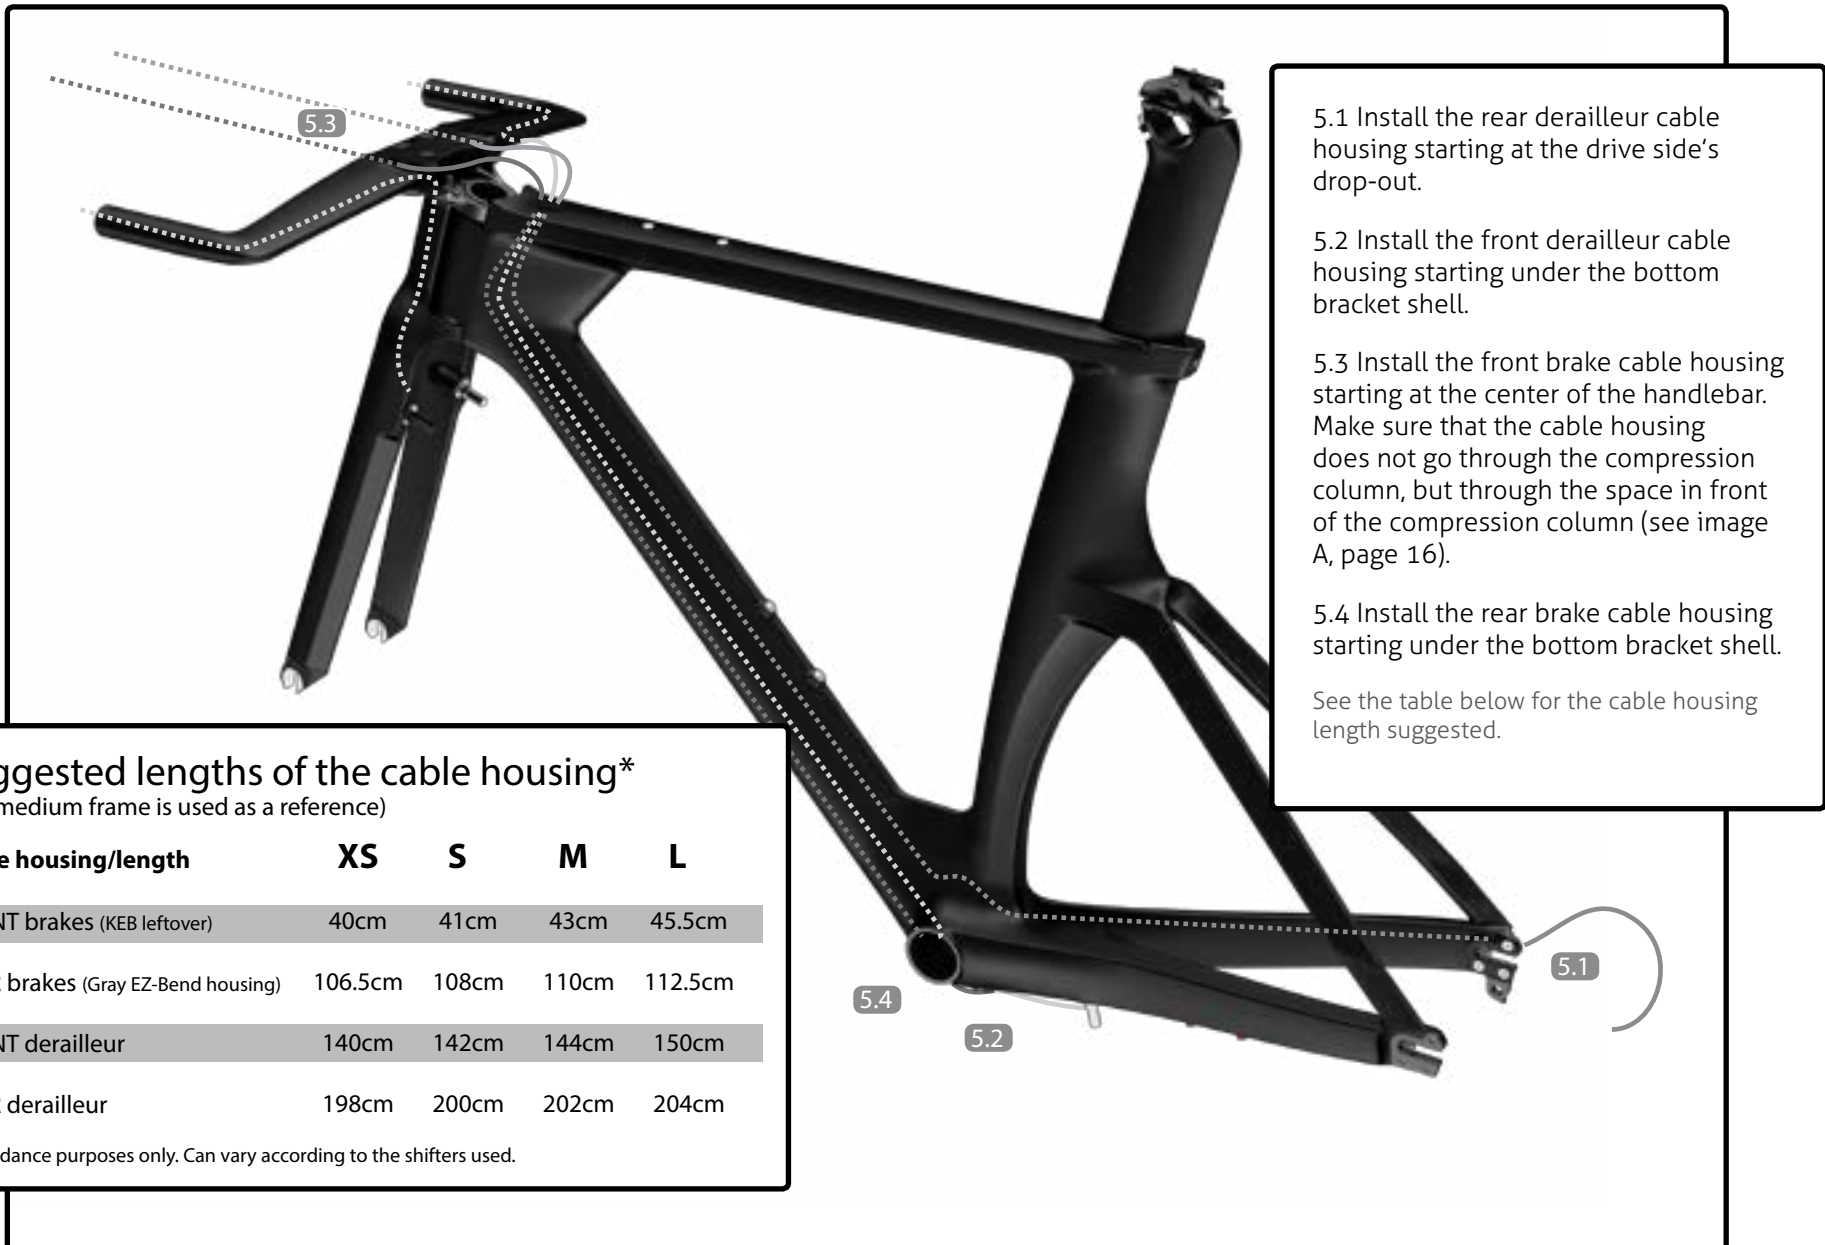 5.3
5.1 Install the rear derailleur cable
housing starting at the drive side's
drop-out.
5.2 Install the front derailleur cable
housing starting under the bottom
bracket shell.
5.3 Install the front brake cable housing
starting at the center of the handlebar.
Make sure that the cable housing
does not go through the compression
column, but through the space in front
of the compression column (see image
A, page 16).
5.4 Install the rear brake cable housing
starting under the bottom bracket shell.
See the table below for the cable housing
length suggested.
ggested lengths of the cable housing*
medium frame is used as a reference)
e housing/length XS S M L
NT brakes (KEB leftover) 40cm 41cm 43cm 45.5cm
brakes (Gray EZ-Bend housing) 106.5cm 108cm 110cm 112.5cm
NT derailleur 140cm 142cm 144cm 150cm
derailleur 198cm 200cm 202cm 204cm
dance purposes only. Can vary according to the shifters used.
5.1
5.4
5.2